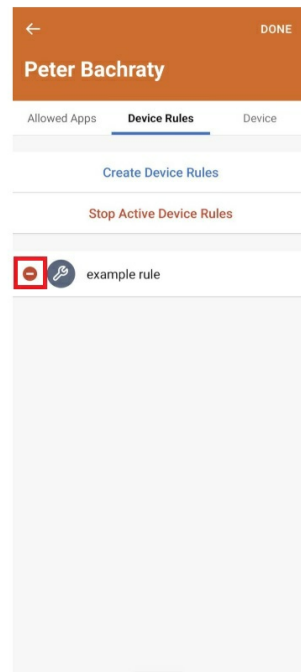 DONE
Peter Bachraty
Allowed Apps Device Rules Device
Create Device Rules
Stop Active Device Rules
example rule